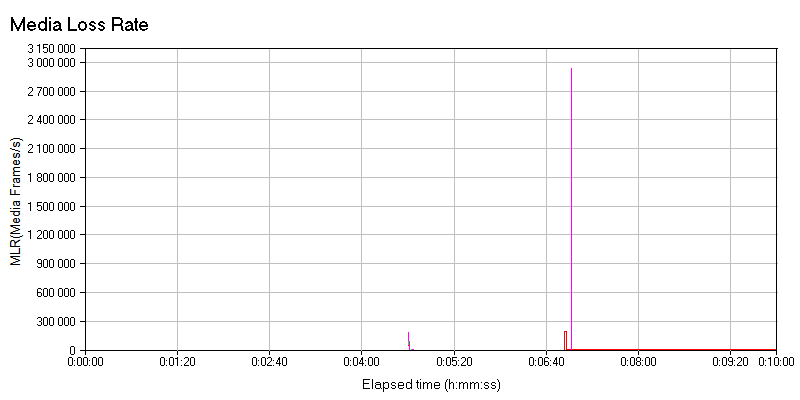 Media Loss Rate
MLR(Media Frames/s)
3 150 000
3 000 000
2 700 000
2 400 000
2 100 000
1 800 000
1 500 000
1 200 000
900 000
600 000
300 000
0
0:00:00 0:01:20 0:02:40 0:04:00 0:05:20 0:06:40 0:08:00 0:09:20 0:10:00
Elapsed time (h:mm:ss)